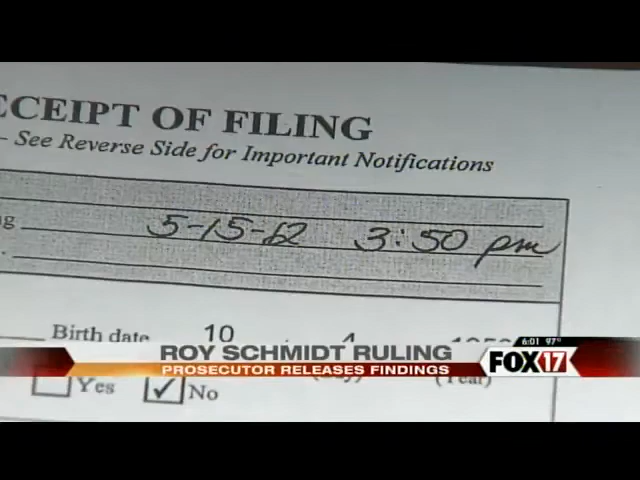 ECEIPT OF FILING
– See Reverse Side for Important Notifications
g 5-15-12 3:50 pm
Birth date 10 4
ROY SCHMIDT RULING
PROSECUTOR RELEASES FINDINGS
6:01 97°
FOX 17
Yes ✓ No (Year)